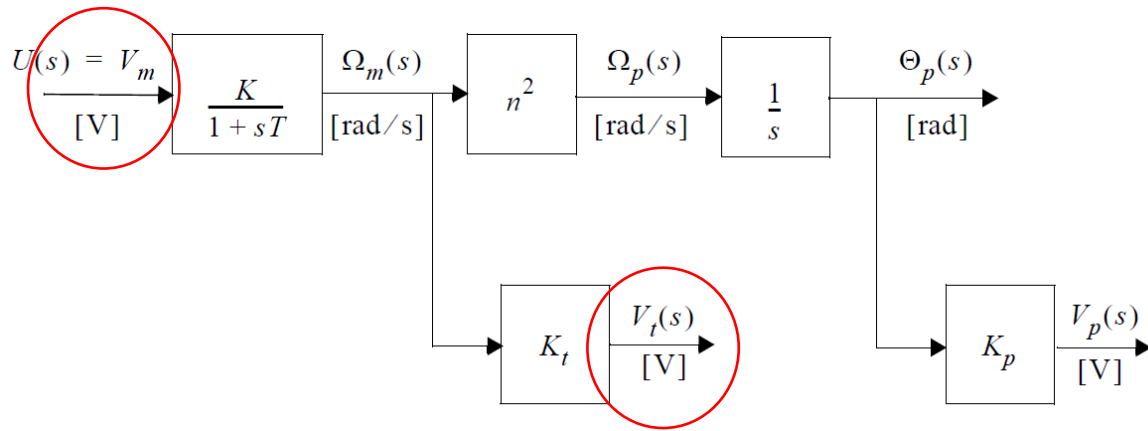 U(s) = V_m
[V]
K
1 + sT
Ω_m(s)
[rad/s]
n^2
Ω_p(s)
[rad/s]
1
s
Θ_p(s)
[rad]
K_t
V_t(s)
[V]
K_p
V_p(s)
[V]